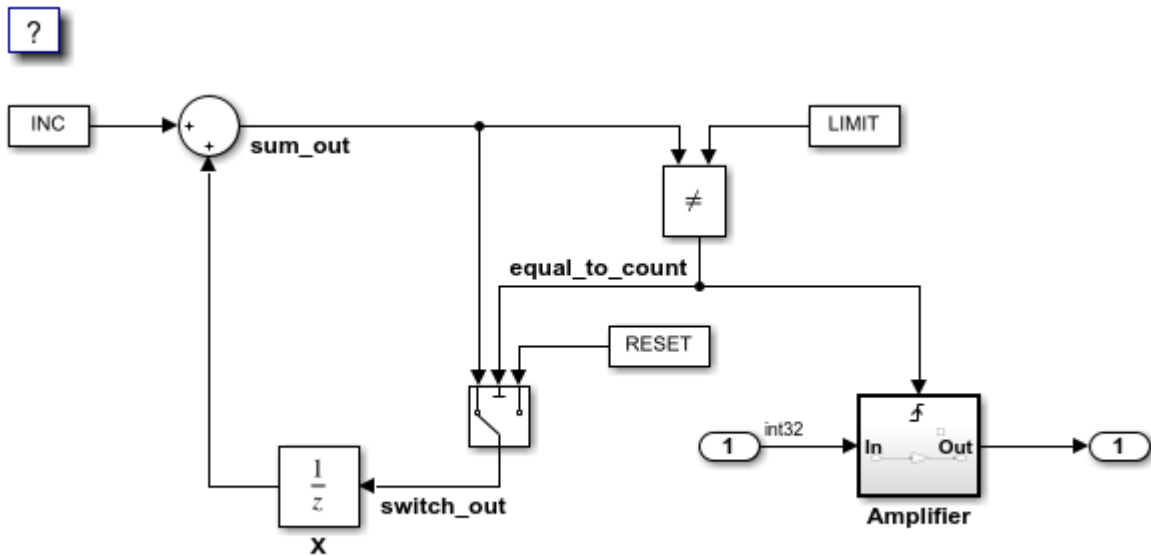 ?
INC
+
+
sum_out
LIMIT
≠
equal_to_count
RESET
1
z
X
switch_out
1
int32
In
Out
Amplifier
1